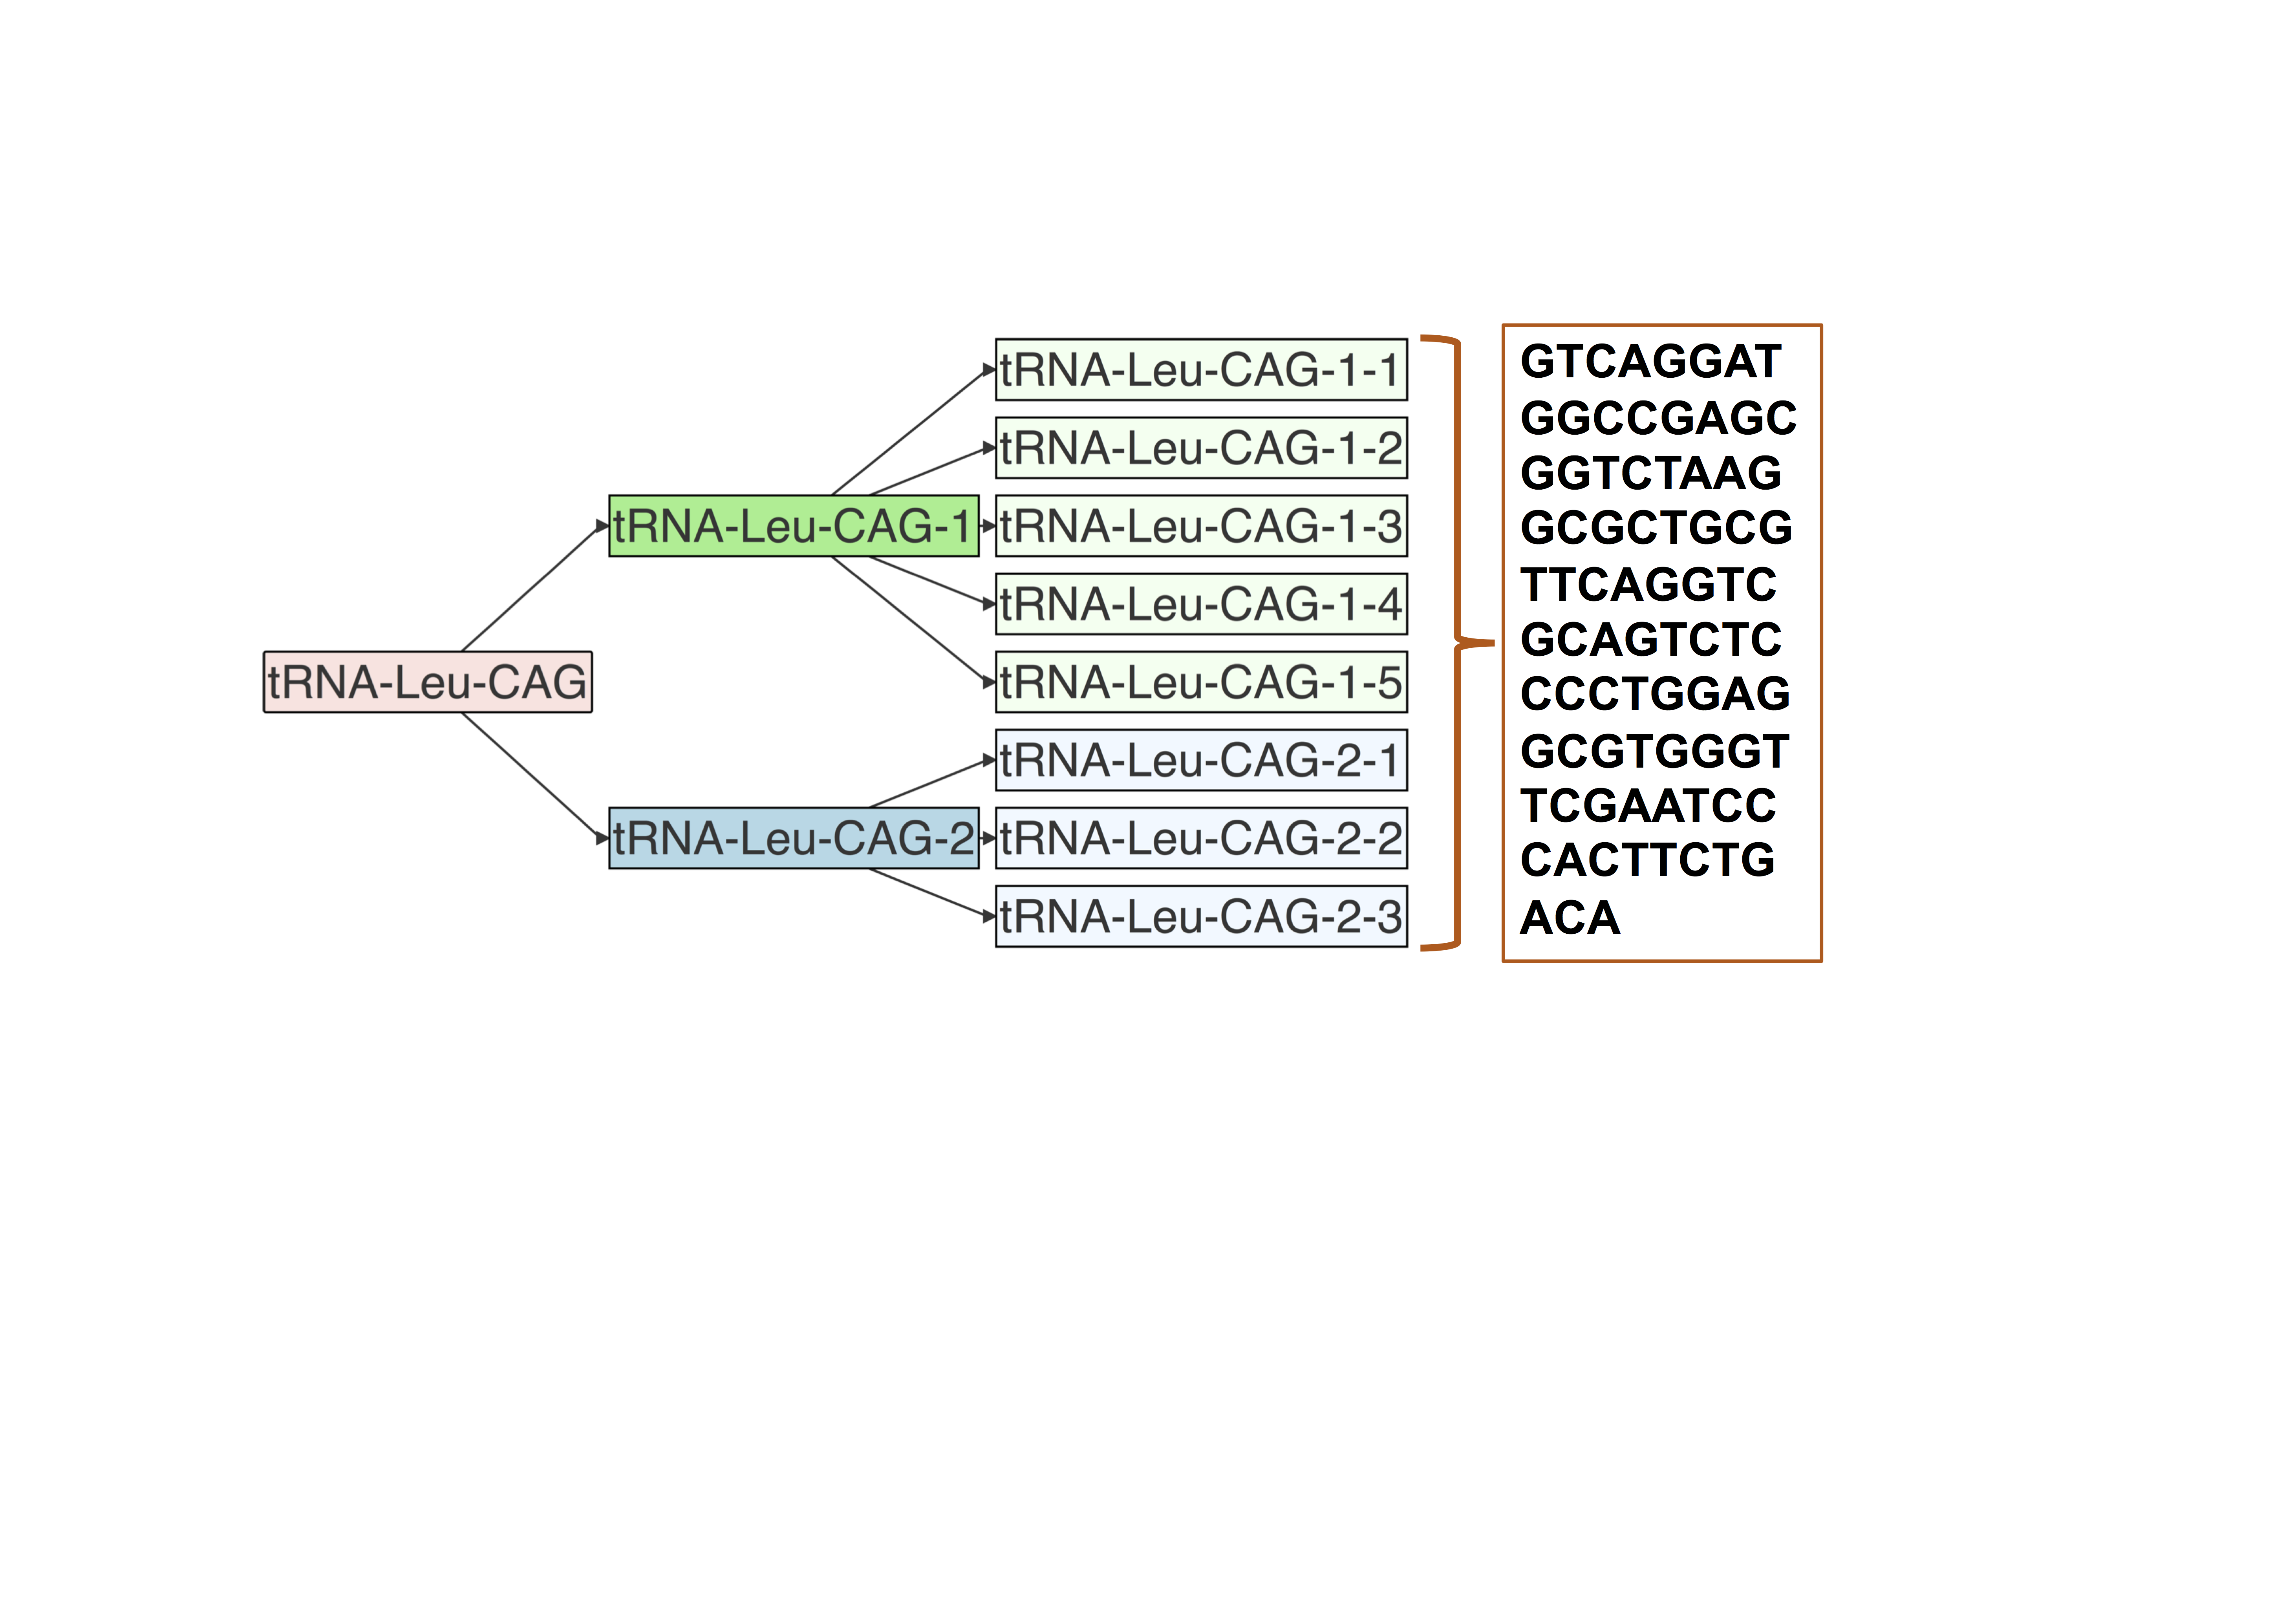 tRNA-Leu-CAG
tRNA-Leu-CAG-1
tRNA-Leu-CAG-2
tRNA-Leu-CAG-1-1
tRNA-Leu-CAG-1-2
tRNA-Leu-CAG-1-3
tRNA-Leu-CAG-1-4
tRNA-Leu-CAG-1-5
tRNA-Leu-CAG-2-1
tRNA-Leu-CAG-2-2
tRNA-Leu-CAG-2-3
GTCAGGAT
GGCCGAGC
GGTCTAAG
GCGCTGCG
TTCAGGTC
GCAGTCTC
CCCTGGAG
GCGTGGGT
TCGAATCC
CACTTCTG
ACA